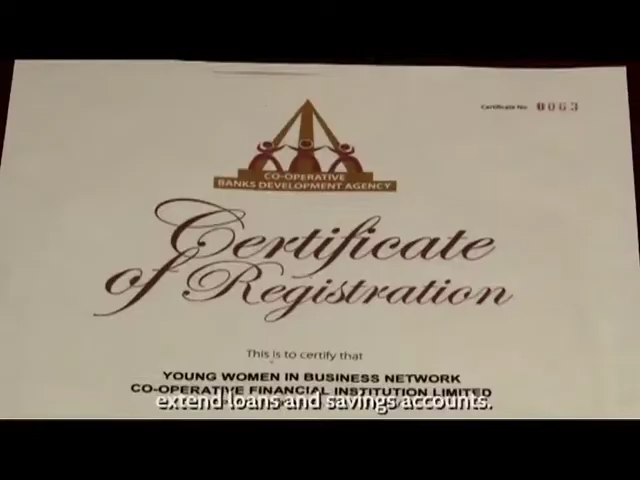 Certificate No 0063
CO-OPERATIVE
BANKS DEVELOPMENT AGENCY
Certificate
of Registration
This is to certify that
YOUNG WOMEN IN BUSINESS NETWORK
CO-OPERATIVE FINANCIAL INSTITUTION LIMITED
extend loans and savings accounts.